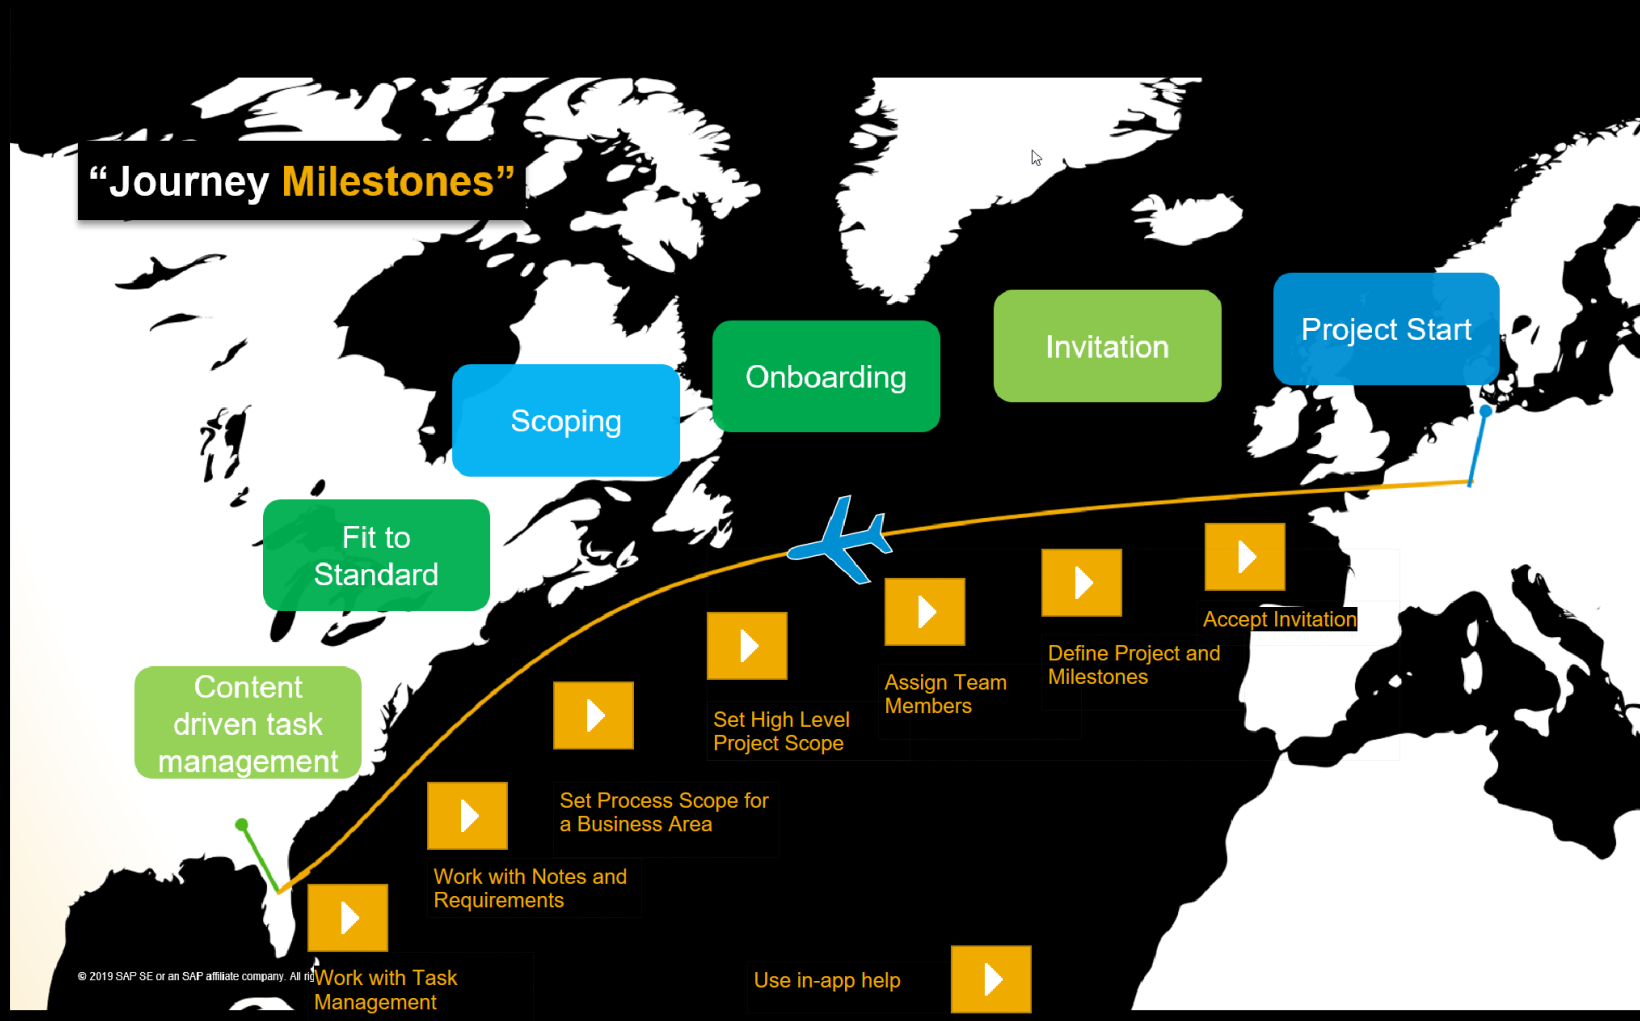 “Journey Milestones”
Project Start
Invitation
Onboarding
Scoping
Fit to
Standard
Content
driven task
management
Accept Invitation
Define Project and
Milestones
Assign Team
Members
Set High Level
Project Scope
Set Process Scope for
a Business Area
Work with Notes and
Requirements
Work with Task
Management
Use in-app help
© 2019 SAP SE or an SAP affiliate company. All